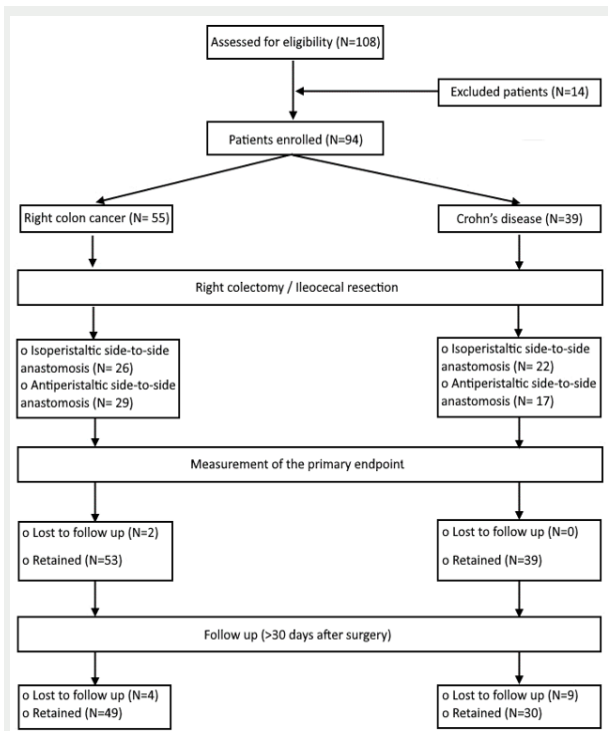 Assessed for eligibility (N=108)
Excluded patients (N=14)
Patients enrolled (N=94)
Right colon cancer (N= 55)
Crohn's disease (N=39)
Right colectomy / Ileocecal resection
o Isoperistaltic side-to-side
anastomosis (N= 26)
o Antiperistaltic side-to-side
anastomosis (N= 29)
o Isoperistaltic side-to-side
anastomosis (N= 22)
o Antiperistaltic side-to-side
anastomosis (N= 17)
Measurement of the primary endpoint
o Lost to follow up (N=2)
o Retained (N=53)
o Lost to follow up (N=0)
o Retained (N=39)
Follow up (>30 days after surgery)
o Lost to follow up (N=4)
o Retained (N=49)
o Lost to follow up (N=9)
o Retained (N=30)